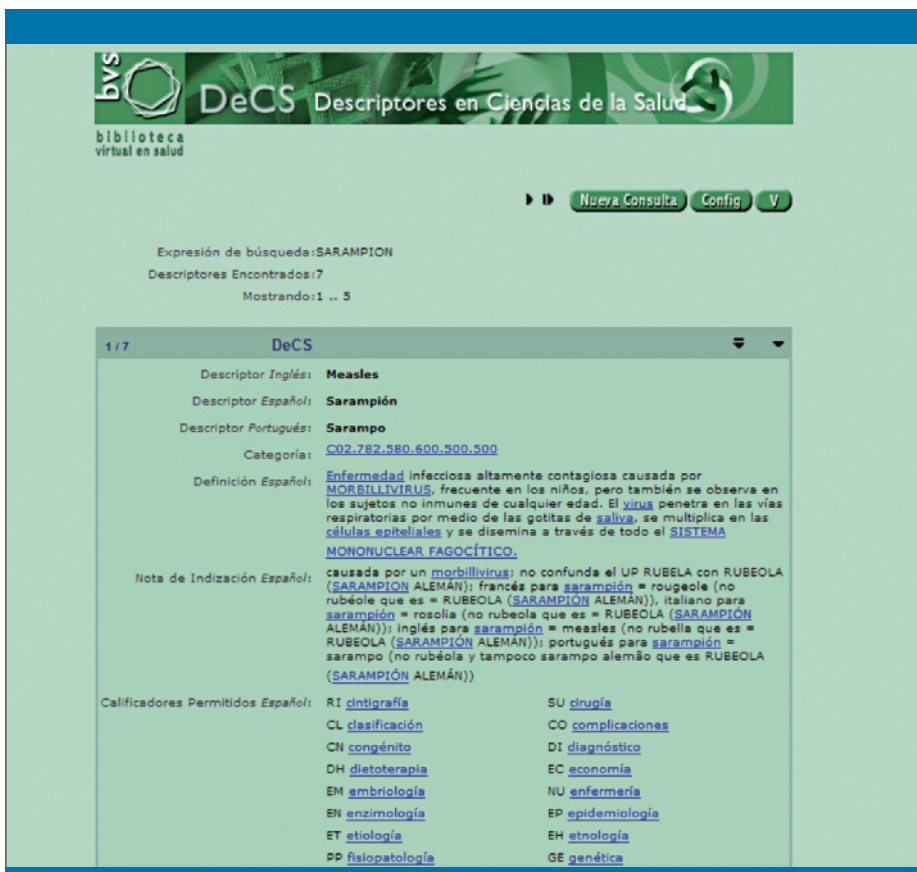 bvs
DeCS Descriptores en Ciencias de la Salud
biblioteca
virtual en salud
Nueva Consulta Config V
Expresión de búsqueda:SARAMPION
Descriptores Encontrados:7
Mostrando:1 .. 5
1 / 7 DeCS
Descriptor Inglés: Measles
Descriptor Español: Sarampión
Descriptor Portugués: Sarampo
Categoría: C02.782.580.600.500.500
Definición Español: Enfermedad infecciosa altamente contagiosa causada por
MORBILLIVIRUS, frecuente en los niños, pero también se observa en
los sujetos no inmunes de cualquier edad. El virus penetra en las vías
respiratorias por medio de las gotitas de saliva, se multiplica en las
células epiteliales y se disemina a través de todo el SISTEMA
MONONUCLEAR FAGOCÍTICO.
Nota de Indización Español: causada por un morbillivirus; no confunda el UP RUBELA con RUBEOLA
(SARAMPION ALEMÁN); francés para sarampión = rougeole (no
rubéole que es = RUBEOLA (SARAMPIÓN ALEMÁN)), italiano para
sarampión = rosolia (no rubeola que es = RUBEOLA (SARAMPIÓN
ALEMÁN)); inglés para sarampión = measles (no rubella que es =
RUBEOLA (SARAMPIÓN ALEMÁN)); portugués para sarampión =
sarampo (no rubéola y tampoco sarampo alemão que es RUBEOLA
(SARAMPIÓN ALEMÁN))
Calificadores Permitidos Español: RI cintigrafía SU cirugía
CL clasificación CO complicaciones
CN congénito DI diagnóstico
DH dietoterapia EC economía
EM embriología NU enfermería
EN enzimología EP epidemiología
ET etiología EH etnología
PP fisiopatología GE genética